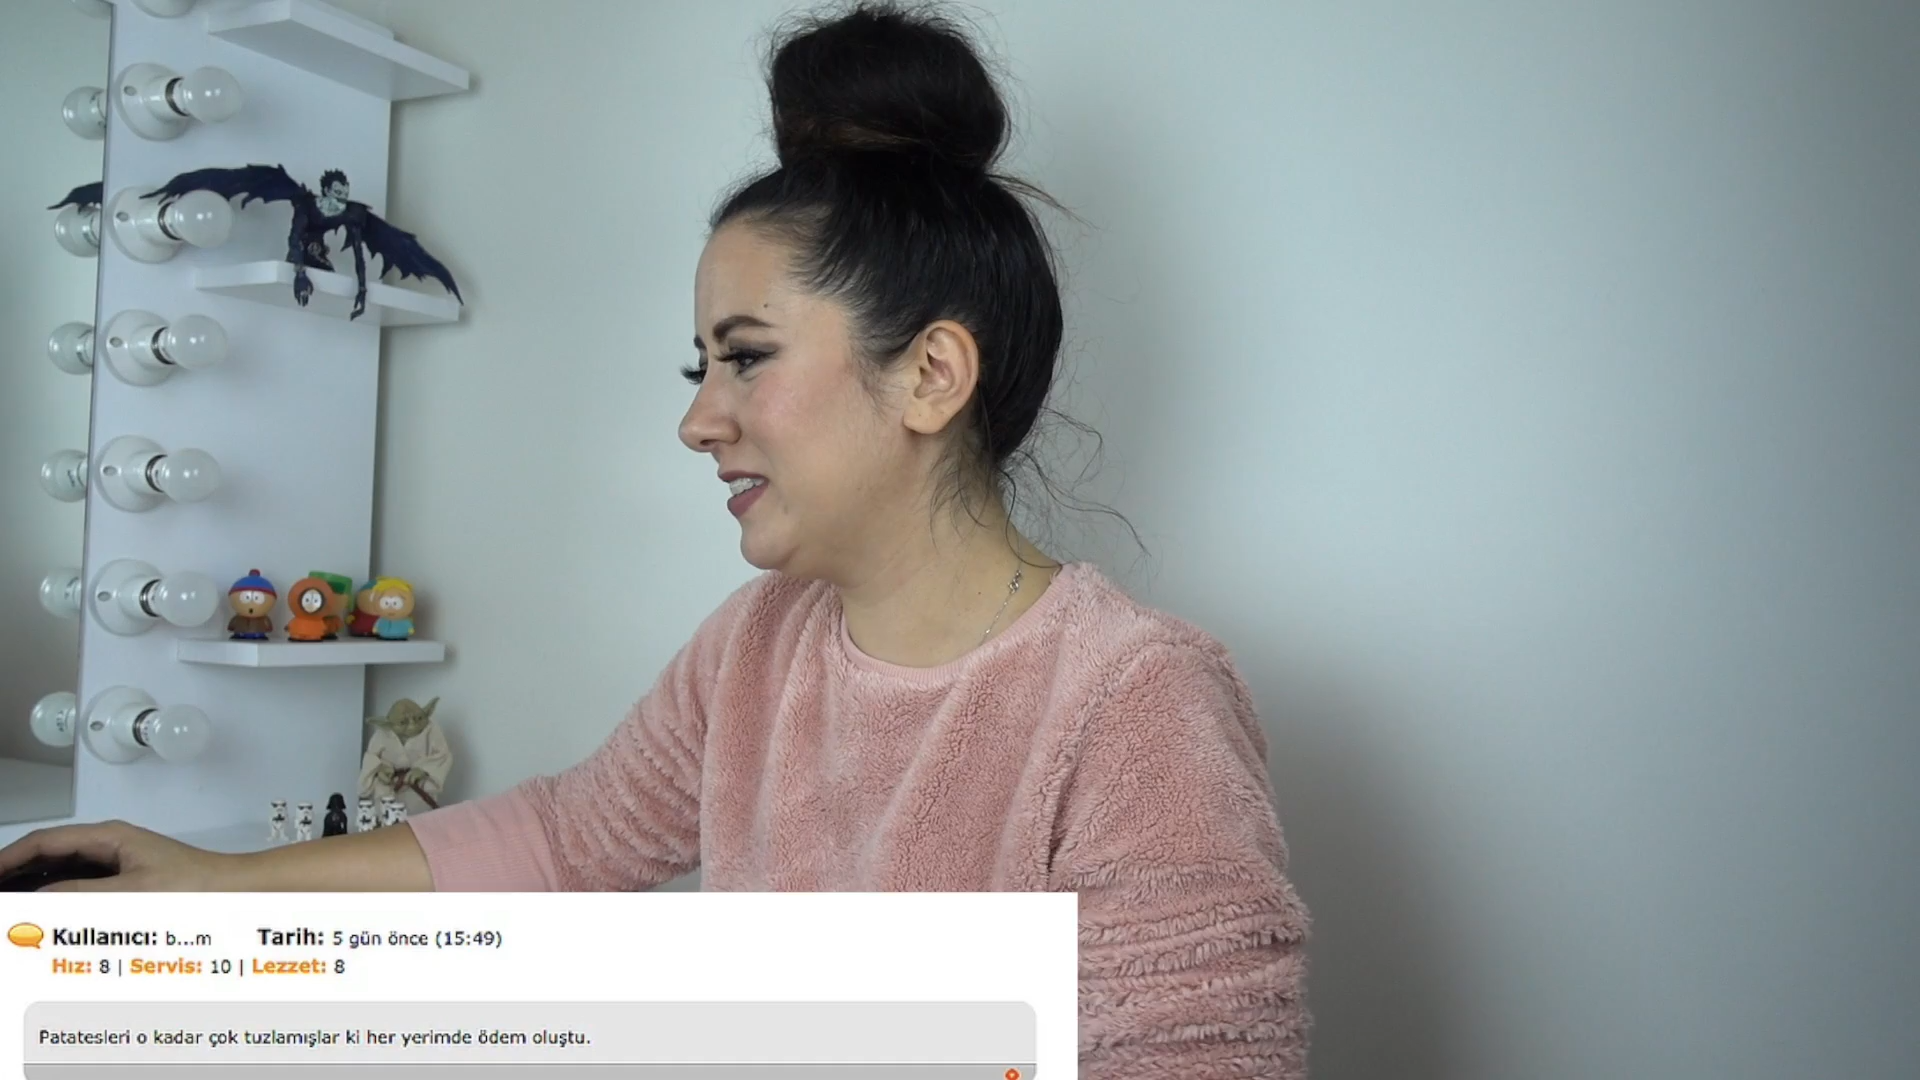 Kullanıcı: b...m Tarih: 5 gün önce (15:49)
Hız: 8 | Servis: 10 | Lezzet: 8
Patatesleri o kadar çok tuzlamışlar ki her yerimde ödem oluştu.